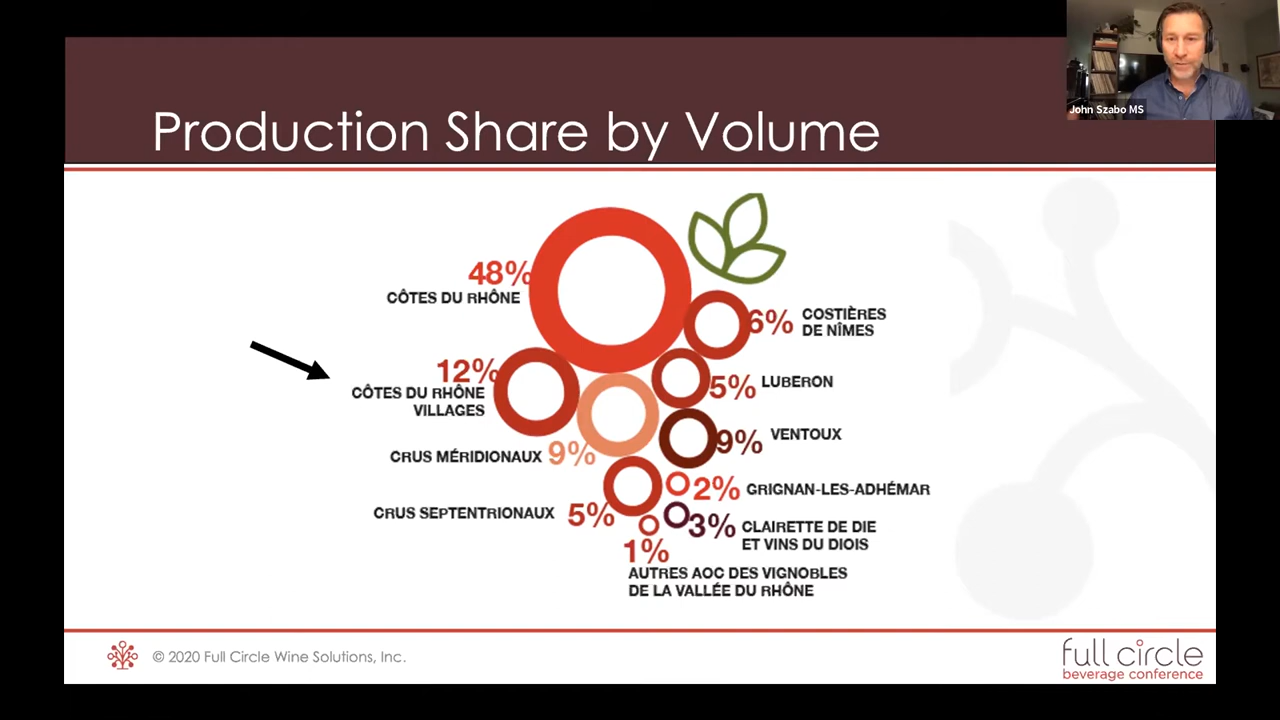 John Szabo MS
Production Share by Volume
48%
CÔTES DU RHÔNE
6%
COSTIÈRES
DE NÎMES
12%
CÔTES DU RHÔNE
VILLAGES
5%
LUBERON
CRUS MÉRIDIONAUX 9%
9%
VENTOUX
CRUS SEPTENTRIONAUX 5%
2% GRIGNAN-LES-ADHÉMAR
3% CLAIRETTE DE DIE
ET VINS DU DIOIS
1%
AUTRES AOC DES VIGNOBLES
DE LA VALLÉE DU RHÔNE
© 2020 Full Circle Wine Solutions, Inc.
full circle
beverage conference